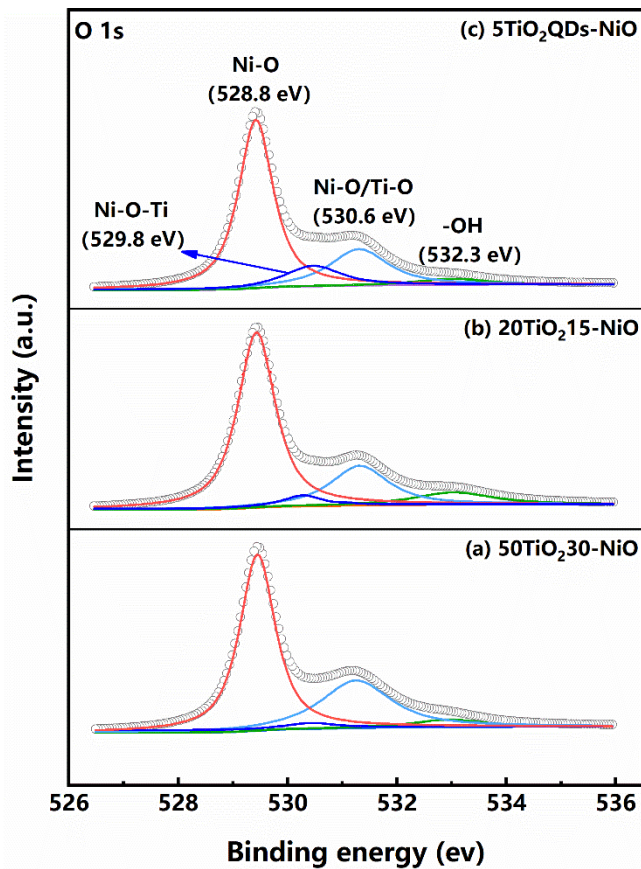 O 1s
(c) 5TiO₂QDs-NiO
Ni-O
(528.8 eV)
Ni-O/Ti-O
(530.6 eV)
Ni-O-Ti
(529.8 eV)
-OH
(532.3 eV)
(b) 20TiO₂15-NiO
(a) 50TiO₂30-NiO
Intensity (a.u.)
526 528 530 532 534 536
Binding energy (ev)